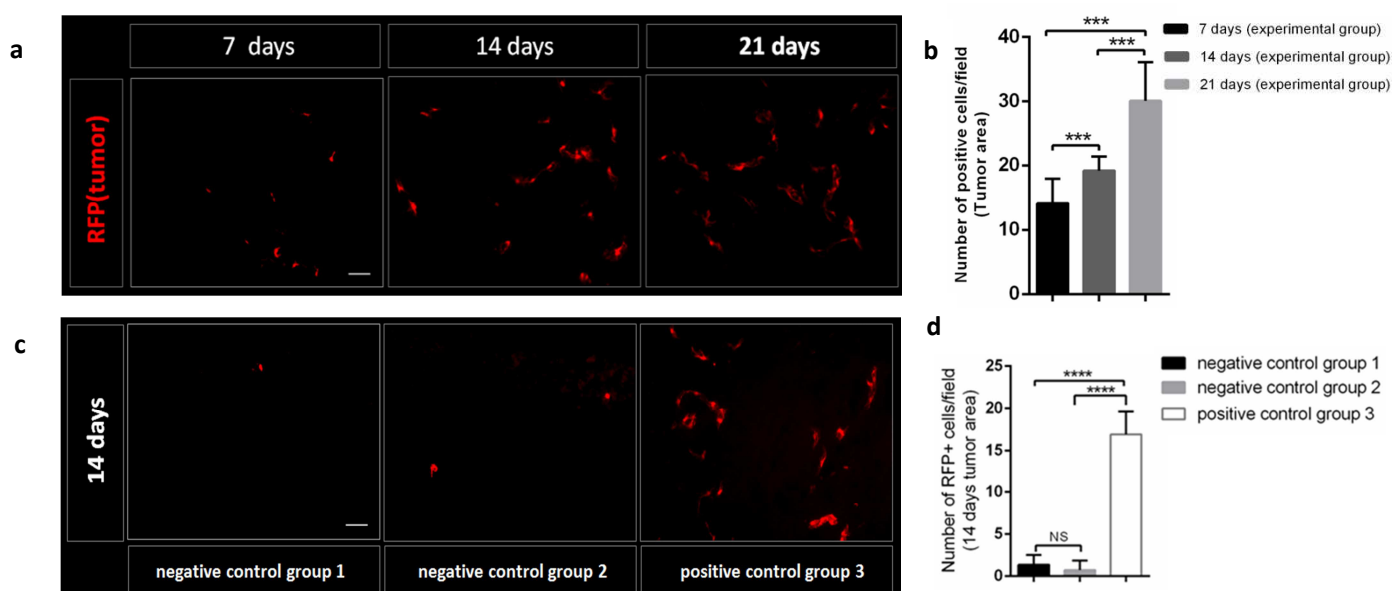 a
7 days
14 days
21 days
RFP(tumor)
b
Number of positive cells/field
(Tumor area)
40
30
20
10
0
***
***
***
7 days (experimental group)
14 days (experimental group)
21 days (experimental group)
c
14 days
negative control group 1
negative control group 2
positive control group 3
d
Number of RFP+ cells/field
(14 days tumor area)
25
20
15
10
5
0
****
****
NS
negative control group 1
negative control group 2
positive control group 3